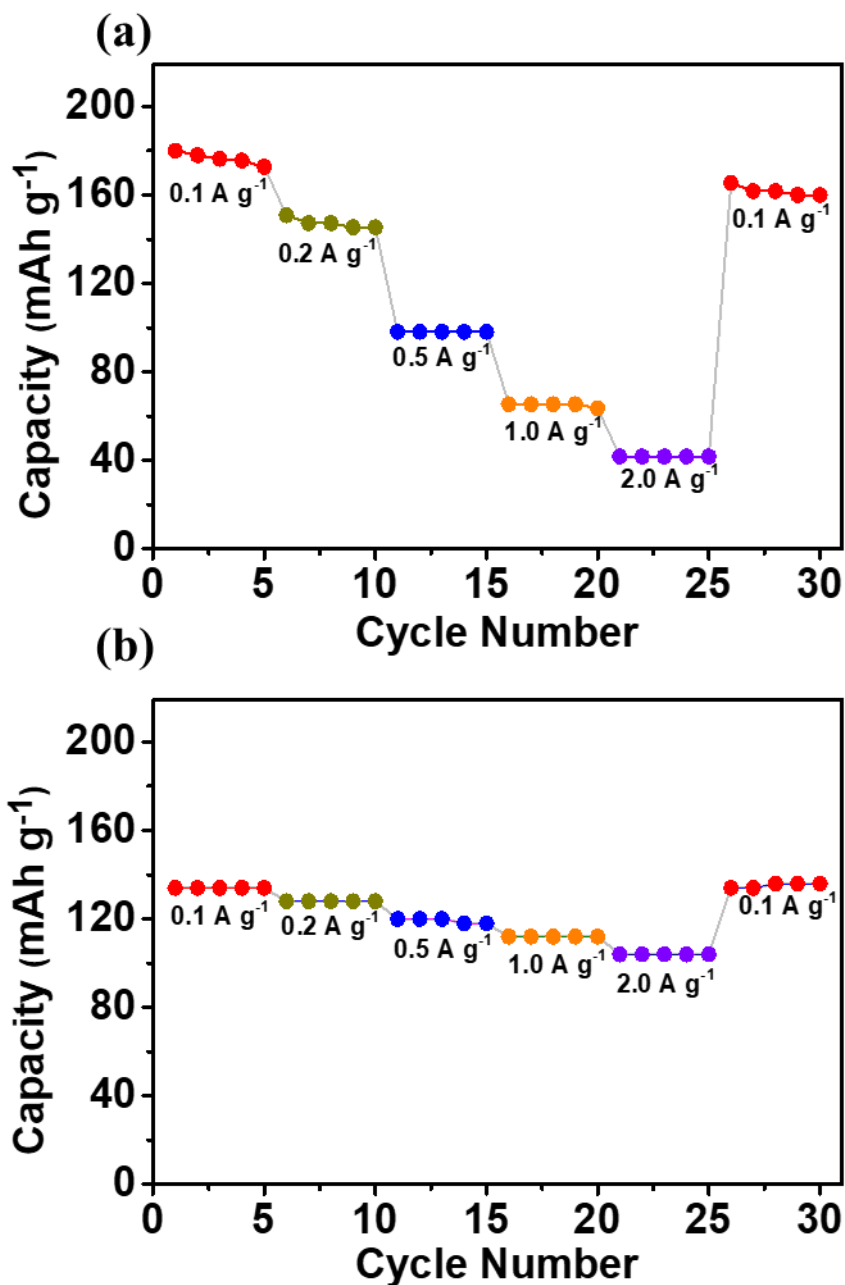 (a)
Capacity (mAh g⁻¹)
200
160
120
80
40
0
0.1 A g⁻¹
0.2 A g⁻¹
0.5 A g⁻¹
1.0 A g⁻¹
2.0 A g⁻¹
0.1 A g⁻¹
0 5 10 15 20 25 30
Cycle Number
(b)
Capacity (mAh g⁻¹)
200
160
120
80
40
0
0.1 A g⁻¹
0.2 A g⁻¹
0.5 A g⁻¹
1.0 A g⁻¹
2.0 A g⁻¹
0.1 A g⁻¹
0 5 10 15 20 25 30
Cycle Number